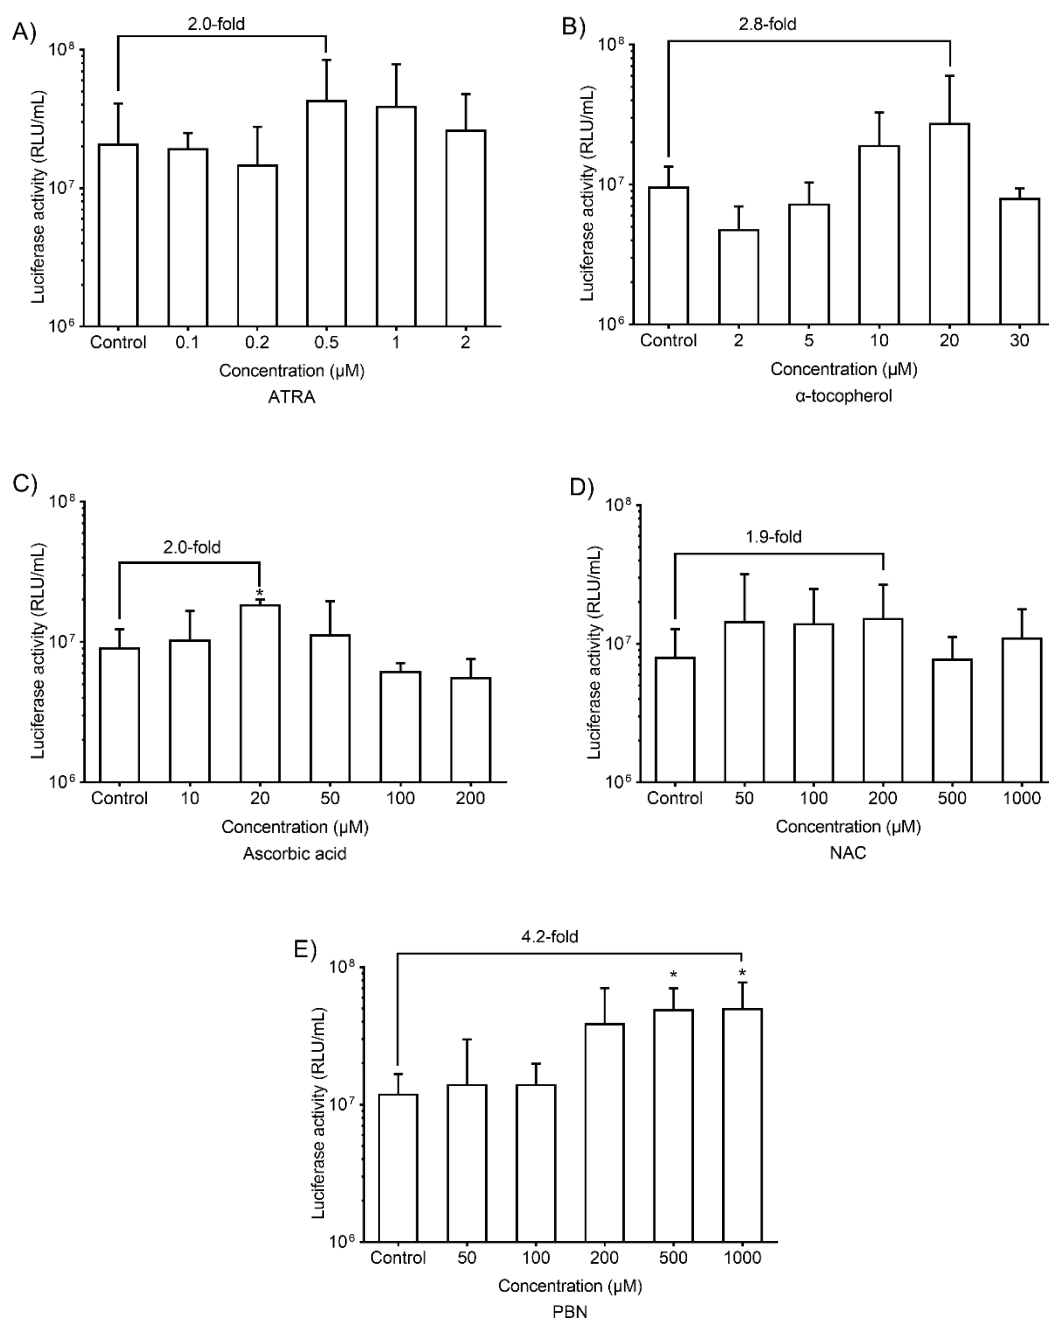 A)
2.0-fold
Luciferase activity (RLU/mL)
10⁸
10⁷
10⁶
Control 0.1 0.2 0.5 1 2
Concentration (µM)
ATRA
B)
2.8-fold
Luciferase activity (RLU/mL)
10⁸
10⁷
10⁶
Control 2 5 10 20 30
Concentration (µM)
α-tocopherol
C)
2.0-fold
*
Luciferase activity (RLU/mL)
10⁸
10⁷
10⁶
Control 10 20 50 100 200
Concentration (µM)
Ascorbic acid
D)
1.9-fold
Luciferase activity (RLU/mL)
10⁸
10⁷
10⁶
Control 50 100 200 500 1000
Concentration (µM)
NAC
E)
4.2-fold
* *
Luciferase activity (RLU/mL)
10⁸
10⁷
10⁶
Control 50 100 200 500 1000
Concentration (µM)
PBN